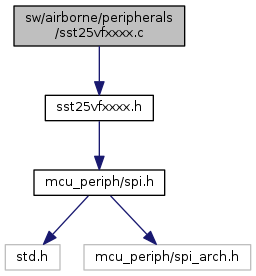 sw/airborne/peripherals
/sst25vfxxxx.c
sst25vfxxxx.h
mcu_periph/spi.h
std.h
mcu_periph/spi_arch.h